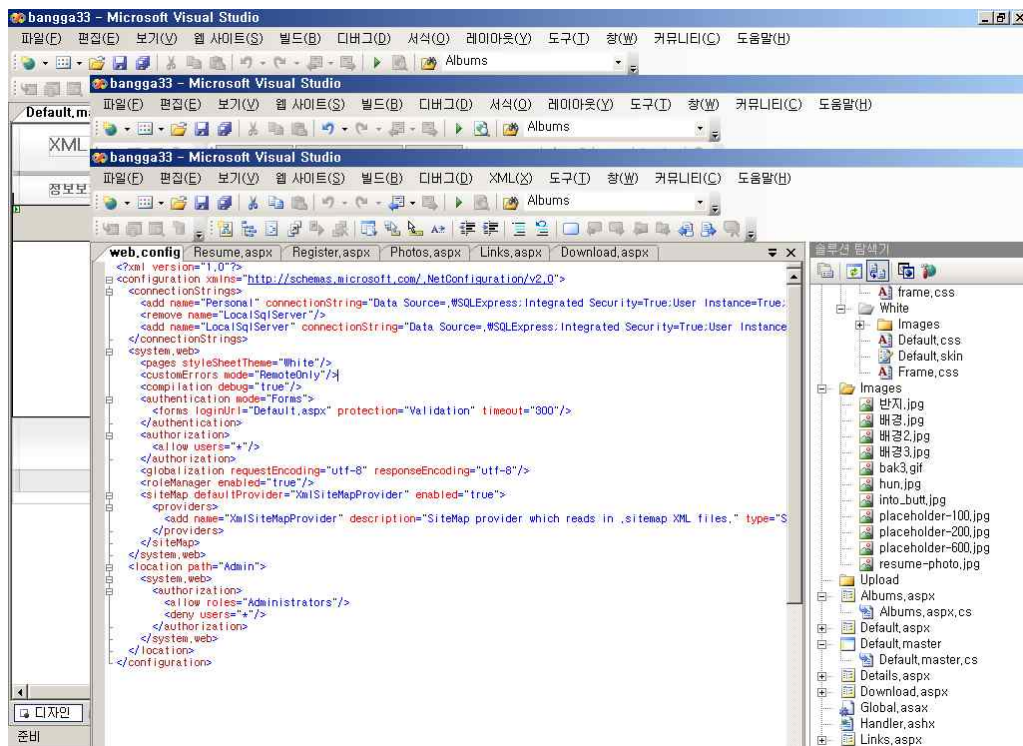 bangga33 - Microsoft Visual Studio
파일(F) 편집(E) 보기(V) 웹 사이트(S) 빌드(B) 디버그(D) 서식(O) 레이아웃(Y) 도구(T) 창(W) 커뮤니티(C) 도움말(H)
Albums
bangga33 - Microsoft Visual Studio
파일(F) 편집(E) 보기(V) 웹 사이트(S) 빌드(B) 디버그(D) 서식(O) 레이아웃(Y) 도구(T) 창(W) 커뮤니티(C) 도움말(H)
Default,m
Albums
XML
bangga33 - Microsoft Visual Studio
파일(F) 편집(E) 보기(V) 웹 사이트(S) 빌드(B) 디버그(D) XML(X) 도구(T) 창(W) 커뮤니티(C) 도움말(H)
정보보
Albums
web,config Resume,aspx Register,aspx Photos,aspx Links,aspx Download,aspx
<?xml version="1.0"?>
<configuration xmlns="http://schemas.microsoft.com/.NetConfiguration/v2.0">
<connectionStrings>
<add name="Personal" connectionString="Data Source=.₩SQLExpress;Integrated Security=True;User Instance=True;
<remove name="LocalSqlServer"/>
<add name="LocalSqlServer" connectionString="Data Source=.₩SQLExpress;Integrated Security=True;User Instance
</connectionStrings>
<system.web>
<pages styleSheetTheme="White"/>
<customErrors mode="RemoteOnly"/>
<compilation debug="true"/>
<authentication mode="Forms">
<forms loginUrl="Default.aspx" protection="Validation" timeout="300"/>
</authentication>
<authorization>
<allow users="*"/>
</authorization>
<globalization requestEncoding="utf-8" responseEncoding="utf-8"/>
<roleManager enabled="true"/>
<siteMap defaultProvider="XmlSiteMapProvider" enabled="true">
<providers>
<add name="XmlSiteMapProvider" description="SiteMap provider which reads in .sitemap XML files." type="S
</providers>
</siteMap>
</system.web>
<location path="Admin">
<system.web>
<authorization>
<allow roles="Administrators"/>
<deny users="*"/>
</authorization>
</system.web>
</location>
</configuration>
솔루션 탐색기
frame,css
White
Images
Default,css
Default,skin
Frame,css
Images
반지.jpg
배경.jpg
배경2.jpg
배경3.jpg
bak3,gif
hun,jpg
into_butt,jpg
placeholder-100,jpg
placeholder-200,jpg
placeholder-600,jpg
resume-photo,jpg
Upload
Albums,aspx
Albums,aspx,cs
Default,aspx
Default,master
Default,master,cs
Details,aspx
Download,aspx
Global,asax
Handler,ashx
Links,aspx
디자인
준비